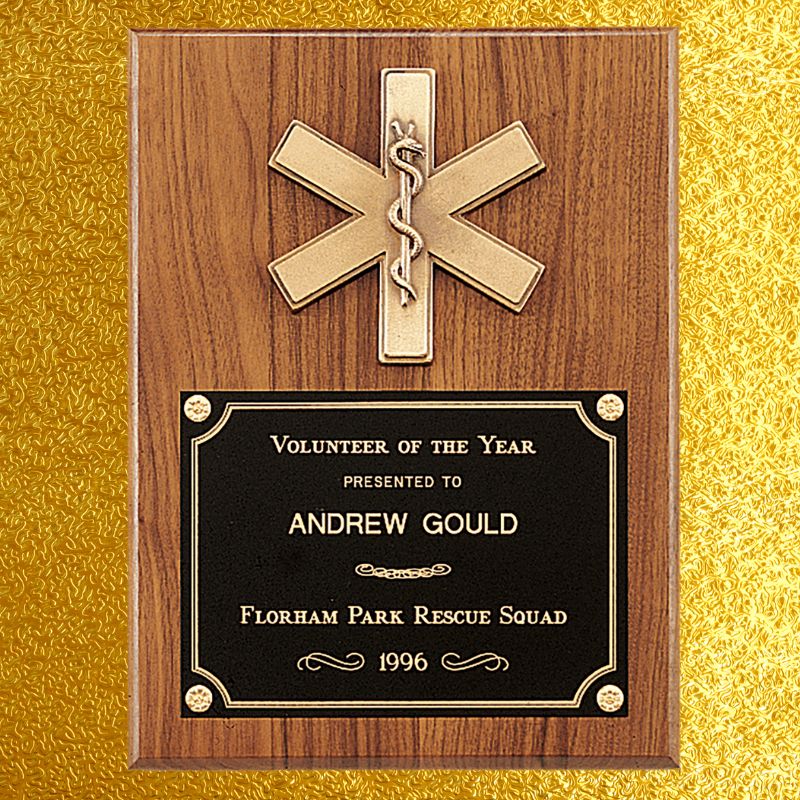 Volunteer of the Year
PRESENTED TO
ANDREW GOULD
Florham Park Rescue Squad
1996